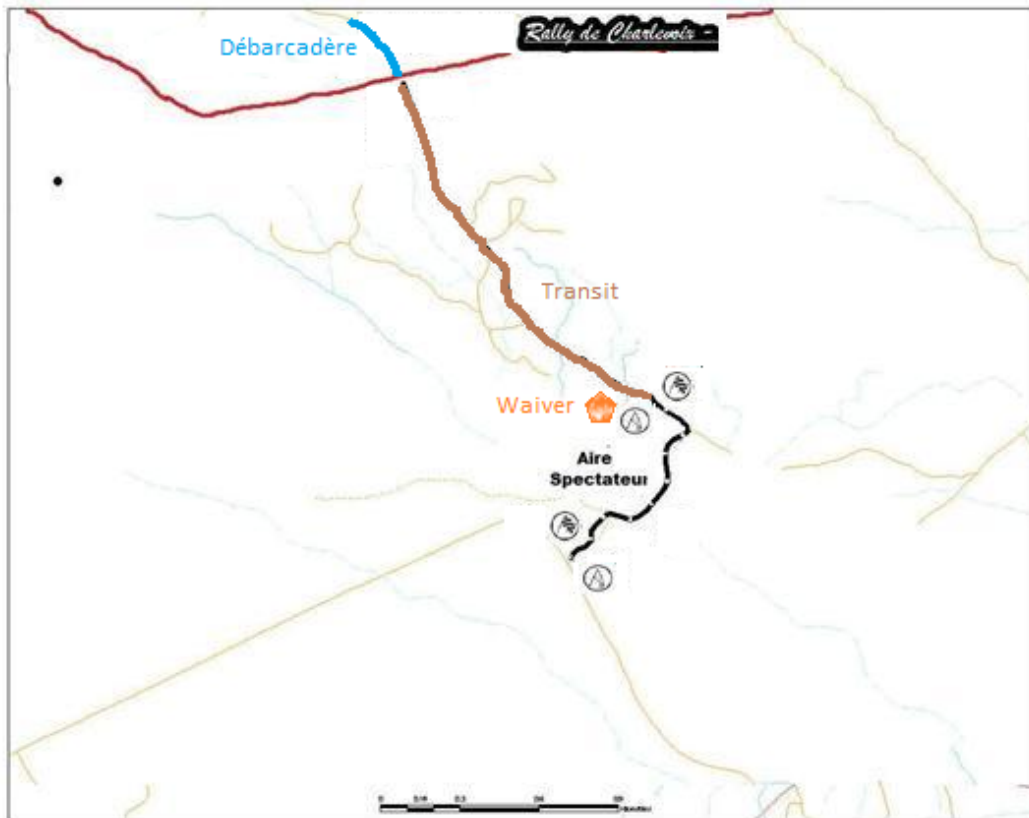 Rally de Charlevoix -
Débarcadère
Transit
Waiver
Aire
Spectateur